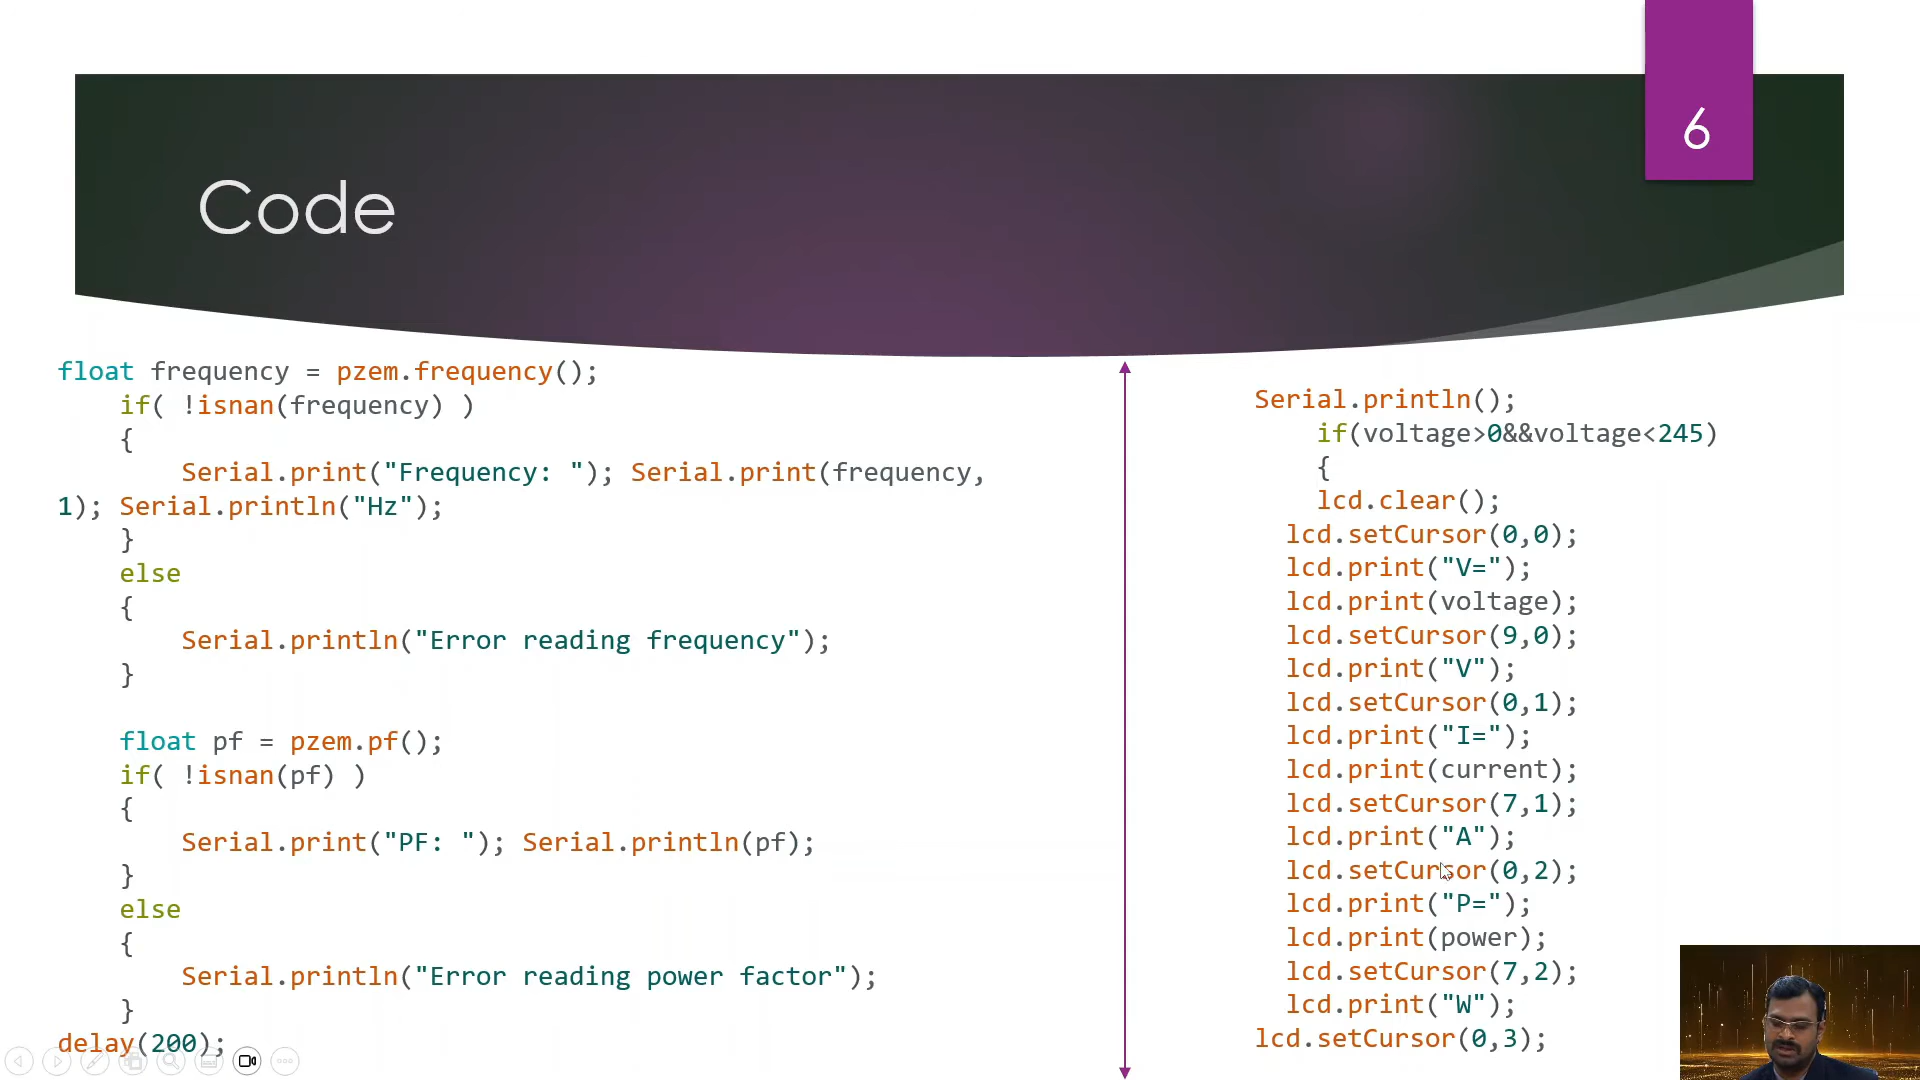 6
Code
float frequency = pzem.frequency();
    if( !isnan(frequency) )
    {
        Serial.print("Frequency: "); Serial.print(frequency,
1); Serial.println("Hz");
    }
    else
    {
        Serial.println("Error reading frequency");
    }
    float pf = pzem.pf();
    if( !isnan(pf) )
    {
        Serial.print("PF: "); Serial.println(pf);
    }
    else
    {
        Serial.println("Error reading power factor");
    }
delay(200);
Serial.println();
    if(voltage>0&&voltage<245)
    {
    lcd.clear();
  lcd.setCursor(0,0);
  lcd.print("V=");
  lcd.print(voltage);
  lcd.setCursor(9,0);
  lcd.print("V");
  lcd.setCursor(0,1);
  lcd.print("I=");
  lcd.print(current);
  lcd.setCursor(7,1);
  lcd.print("A");
  lcd.setCursor(0,2);
  lcd.print("P=");
  lcd.print(power);
  lcd.setCursor(7,2);
  lcd.print("W");
lcd.setCursor(0,3);